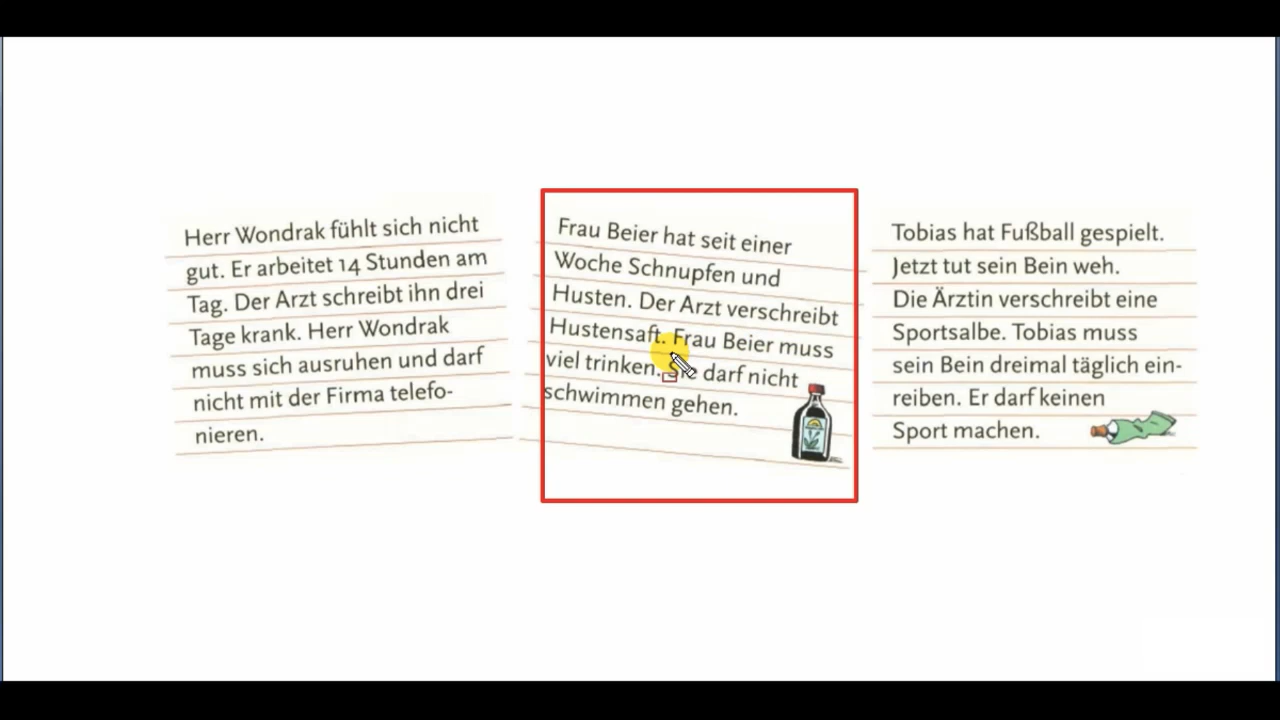 Herr Wondrak fühlt sich nicht
gut. Er arbeitet 14 Stunden am
Tag. Der Arzt schreibt ihn drei
Tage krank. Herr Wondrak
muss sich ausruhen und darf
nicht mit der Firma telefo-
nieren.
Frau Beier hat seit einer
Woche Schnupfen und
Husten. Der Arzt verschreibt
Hustensaft. Frau Beier muss
viel trinken. Sie darf nicht
schwimmen gehen.
Tobias hat Fußball gespielt.
Jetzt tut sein Bein weh.
Die Ärztin verschreibt eine
Sportsalbe. Tobias muss
sein Bein dreimal täglich ein-
reiben. Er darf keinen
Sport machen.